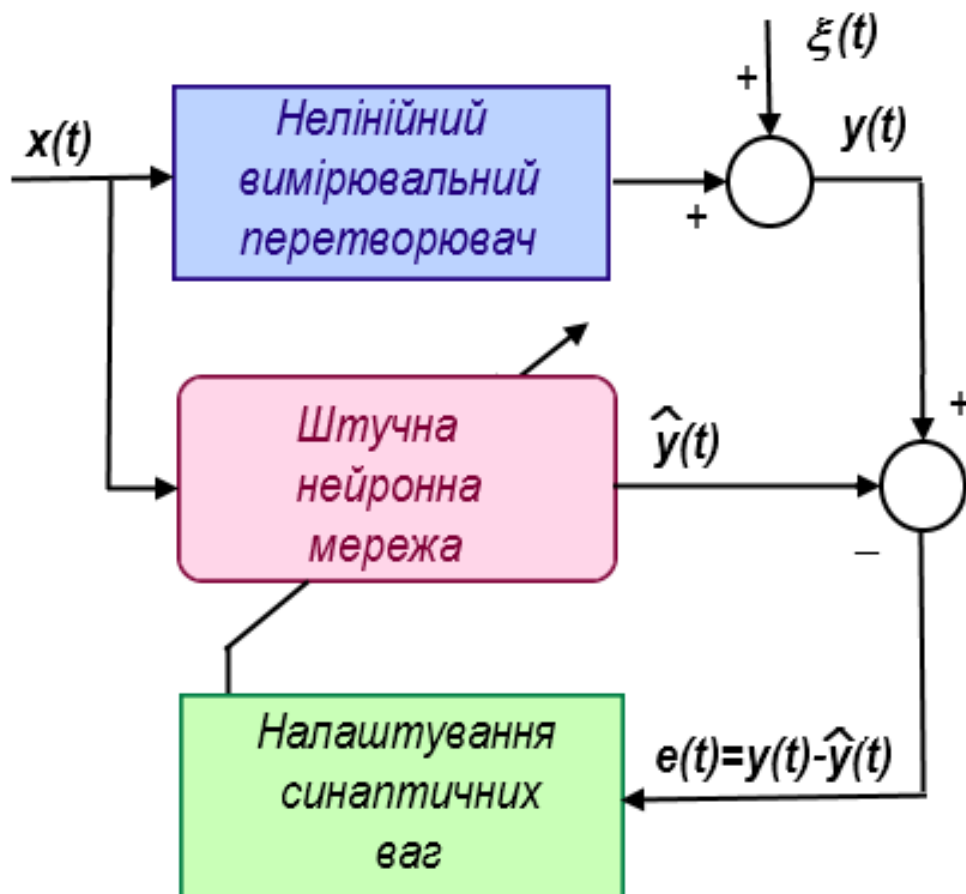 ξ(t)
+
x(t)
Нелінійний
вимірювальний
перетворювач
y(t)
+
Штучна
нейронна
мережа
ŷ(t)
+
–
Налаштування
синаптичних
ваг
e(t)=y(t)-ŷ(t)